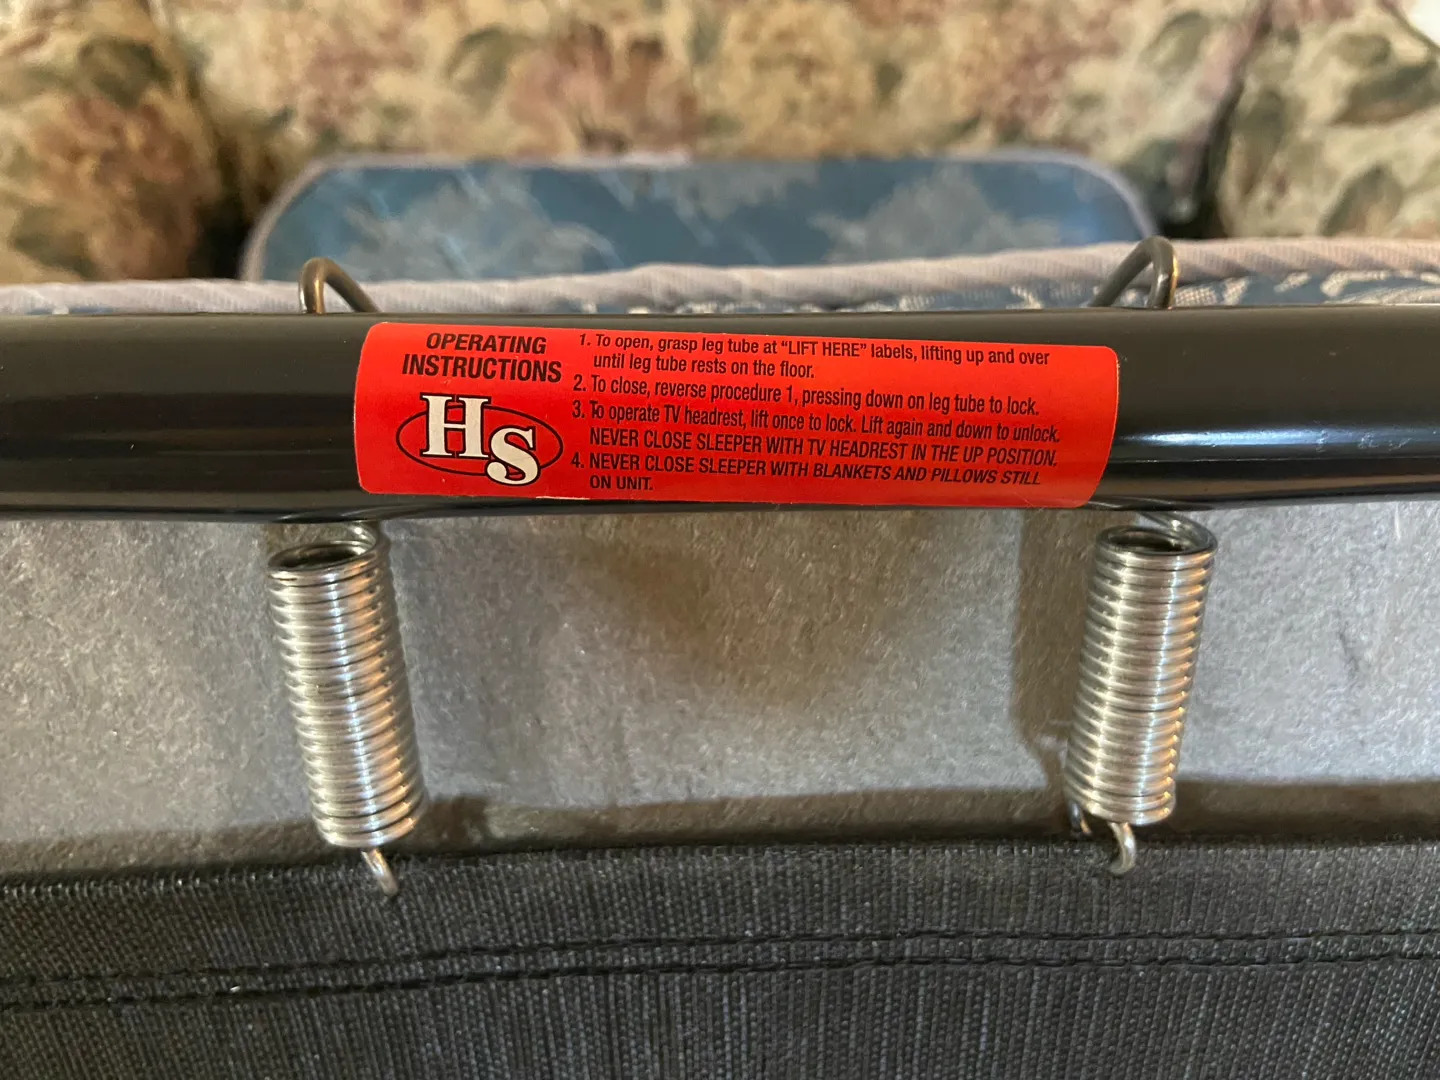 OPERATING
INSTRUCTIONS
HS
1. To open, grasp leg tube at "LIFT HERE" labels, lifting up and over
until leg tube rests on the floor.
2. To close, reverse procedure 1, pressing down on leg tube to lock.
3. To operate TV headrest, lift once to lock. Lift again and down to unlock.
NEVER CLOSE SLEEPER WITH TV HEADREST IN THE UP POSITION.
4. NEVER CLOSE SLEEPER WITH BLANKETS AND PILLOWS STILL
ON UNIT.